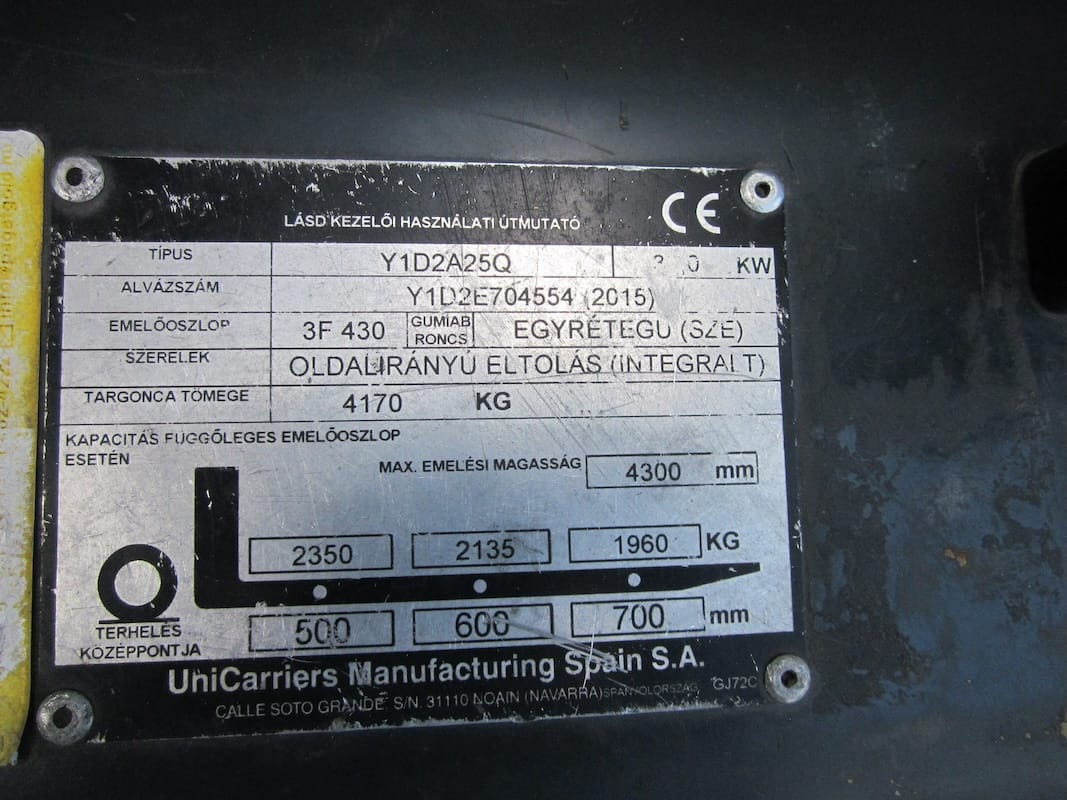 LÁSD KEZELŐI HASZNÁLATI ÚTMUTATÓ CE
TÍPUS Y1D2A25Q KW
ALVÁZSZÁM Y1D2E704554 (2015)
EMELŐOSZLOP 3F 430 GUMIAB RONCS EGYRÉTEGŰ (SZE)
SZERELÉK OLDALIRÁNYÚ ELTOLÁS (INTEGRÁLT)
TARGONCA TÖMEGE 4170 KG
KAPACITÁS FÜGGŐLEGES EMELŐOSZLOP
ESETÉN
MAX. EMELÉSI MAGASSÁG 4300 mm
2350 2135 1960 KG
500 600 700 mm
TERHELÉS
KÖZÉPPONTJA
UniCarriers Manufacturing Spain S.A.
CALLE SOTO GRANDE S/N. 31110 NOAIN (NAVARRA) SPANYOLORSZÁG GJ72C